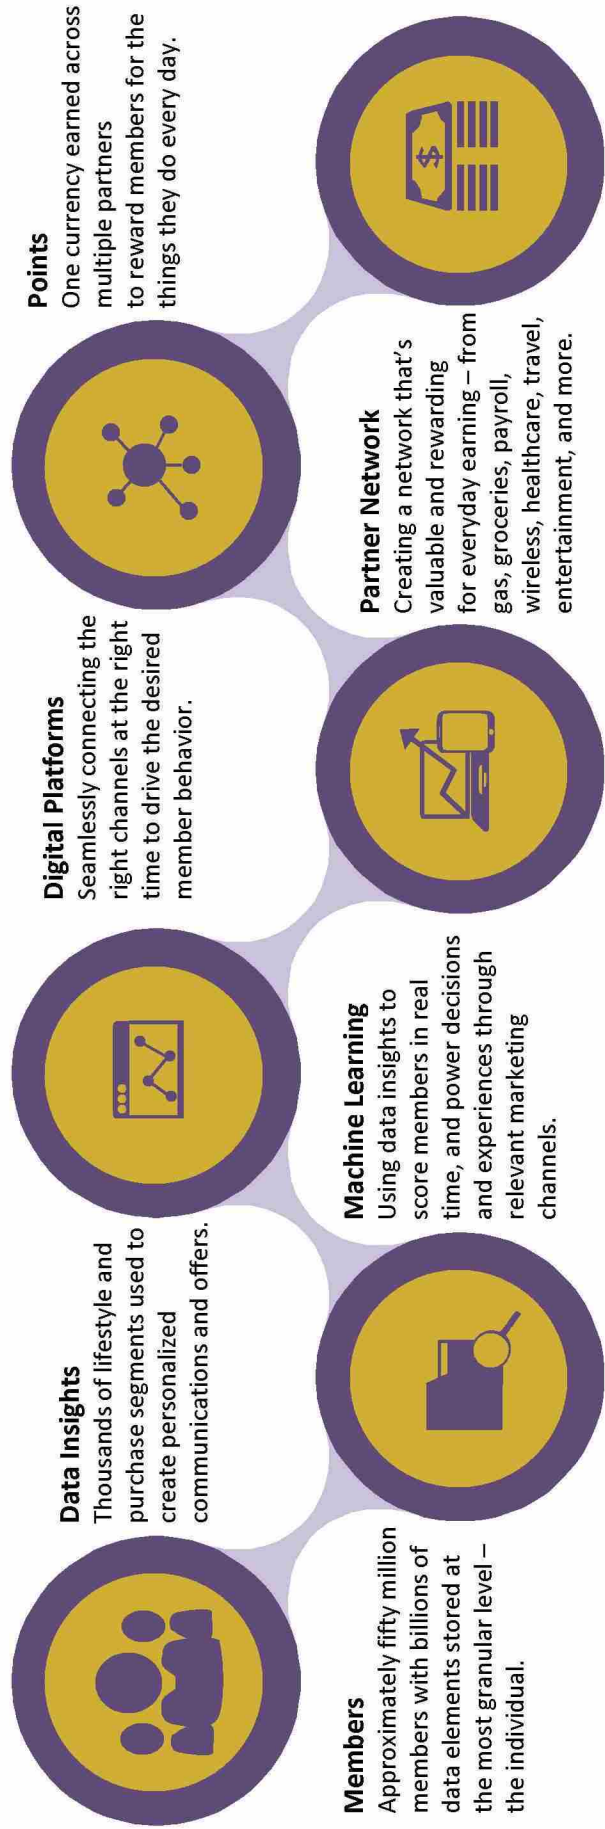 Members
Approximately fifty million
members with billions of
data elements stored at
the most granular level –
the individual.
Data Insights
Thousands of lifestyle and
purchase segments used to
create personalized
communications and offers.
Machine Learning
Using data insights to
score members in real
time, and power decisions
and experiences through
relevant marketing
channels.
Digital Platforms
Seamlessly connecting the
right channels at the right
time to drive the desired
member behavior.
Partner Network
Creating a network that's
valuable and rewarding
for everyday earning – from
gas, groceries, payroll,
wireless, healthcare, travel,
entertainment, and more.
Points
One currency earned across
multiple partners
to reward members for the
things they do every day.
$